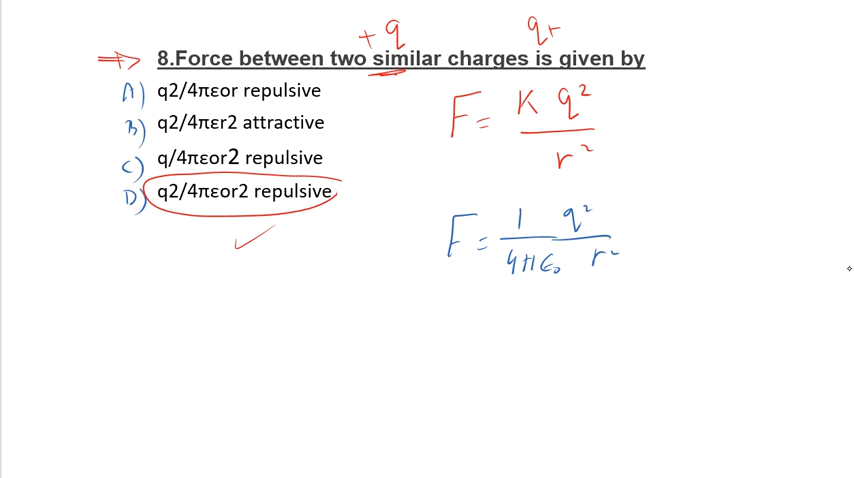 +q q+
⇒ 8.Force between two similar charges is given by
A) q2/4πεor repulsive
B) q2/4πεr2 attractive
C) q/4πεor2 repulsive
D) q2/4πεor2 repulsive
F = K q² / r²
F = 1 / 4πϵ₀ q² / r²